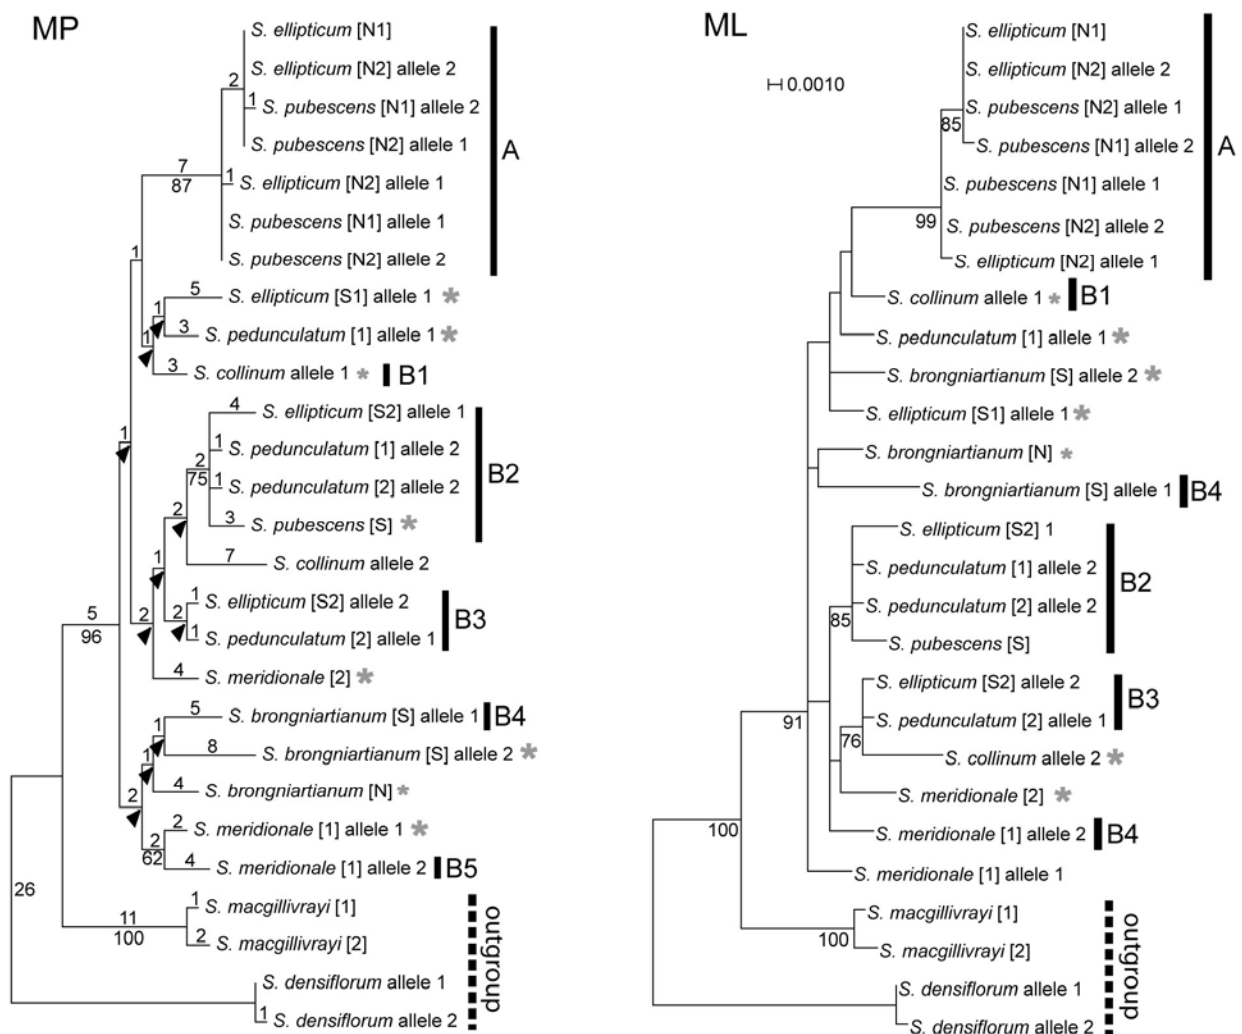 MP
S. ellipticum [N1]
S. ellipticum [N2] allele 2
2
1 S. pubescens [N1] allele 2
S. pubescens [N2] allele 1
A
7
87
1 S. ellipticum [N2] allele 1
S. pubescens [N1] allele 1
1
S. pubescens [N2] allele 2
5 S. ellipticum [S1] allele 1 *
1
1 3 S. pedunculatum [1] allele 1 *
3 S. collinum allele 1 * B1
4 S. ellipticum [S2] allele 1
1
1 S. pedunculatum [1] allele 2
2
75
B2
1 S. pedunculatum [2] allele 2
2
3 S. pubescens [S] *
1
7 S. collinum allele 2
1 S. ellipticum [S2] allele 2
5
96
2
2
B3
1 S. pedunculatum [2] allele 1
4 S. meridionale [2] *
5 S. brongniartianum [S] allele 1 B4
1
1
8 S. brongniartianum [S] allele 2 *
2
4 S. brongniartianum [N] *
2 S. meridionale [1] allele 1 *
2
62
4 S. meridionale [1] allele 2 B5
26
1 S. macgillivrayi [1]
11
100
2 S. macgillivrayi [2]
outgroup
S. densiflorum allele 1
1 S. densiflorum allele 2
ML
0.0010
S. ellipticum [N1]
S. ellipticum [N2] allele 2
S. pubescens [N2] allele 1
85
S. pubescens [N1] allele 2
A
S. pubescens [N1] allele 1
99
S. pubescens [N2] allele 2
S. ellipticum [N2] allele 1
S. collinum allele 1 * B1
S. pedunculatum [1] allele 1 *
S. brongniartianum [S] allele 2 *
S. ellipticum [S1] allele 1 *
S. brongniartianum [N] *
S. brongniartianum [S] allele 1 B4
S. ellipticum [S2] 1
S. pedunculatum [1] allele 2
B2
S. pedunculatum [2] allele 2
85
S. pubescens [S]
S. ellipticum [S2] allele 2
B3
91
S. pedunculatum [2] allele 1
76
S. collinum allele 2 *
S. meridionale [2] *
100
S. meridionale [1] allele 2 B4
S. meridionale [1] allele 1
S. macgillivrayi [1]
100
S. macgillivrayi [2]
outgroup
S. densiflorum allele 1
S. densiflorum allele 2